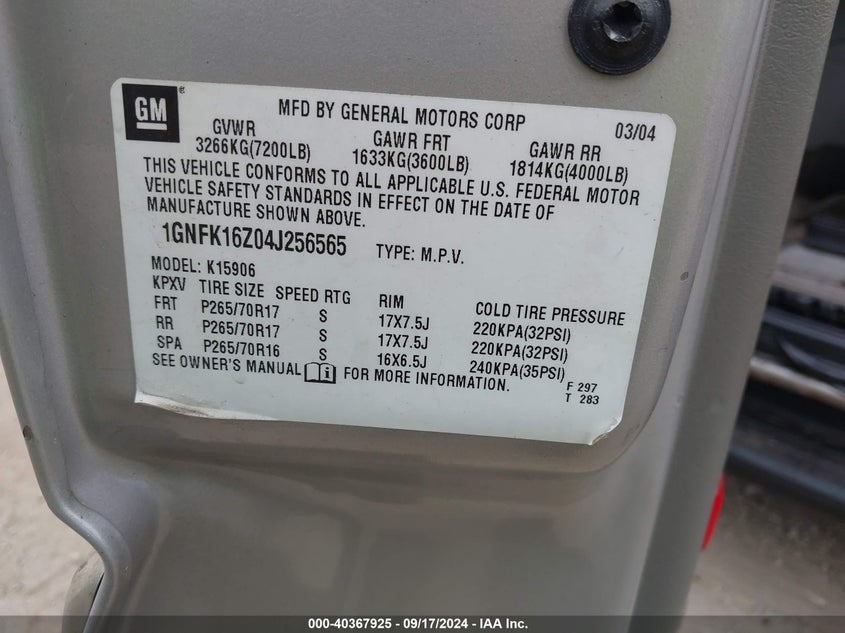 GM ®
MFD BY GENERAL MOTORS CORP 03/04
GVWR GAWR FRT GAWR RR
3266KG(7200LB) 1633KG(3600LB) 1814KG(4000LB)
THIS VEHICLE CONFORMS TO ALL APPLICABLE U.S. FEDERAL MOTOR
VEHICLE SAFETY STANDARDS IN EFFECT ON THE DATE OF
MANUFACTURE SHOWN ABOVE.
1GNFK16Z04J256565 TYPE: M.P.V.
MODEL: K15906
KPXV TIRE SIZE SPEED RTG RIM COLD TIRE PRESSURE
FRT P265/70R17 S 17X7.5J 220KPA(32PSI)
RR P265/70R17 S 17X7.5J 220KPA(32PSI)
SPA P265/70R16 S 16X6.5J 240KPA(35PSI)
SEE OWNER'S MANUAL i FOR MORE INFORMATION.
F 297
T 283
000-40367925 - 09/17/2024 - IAA Inc.